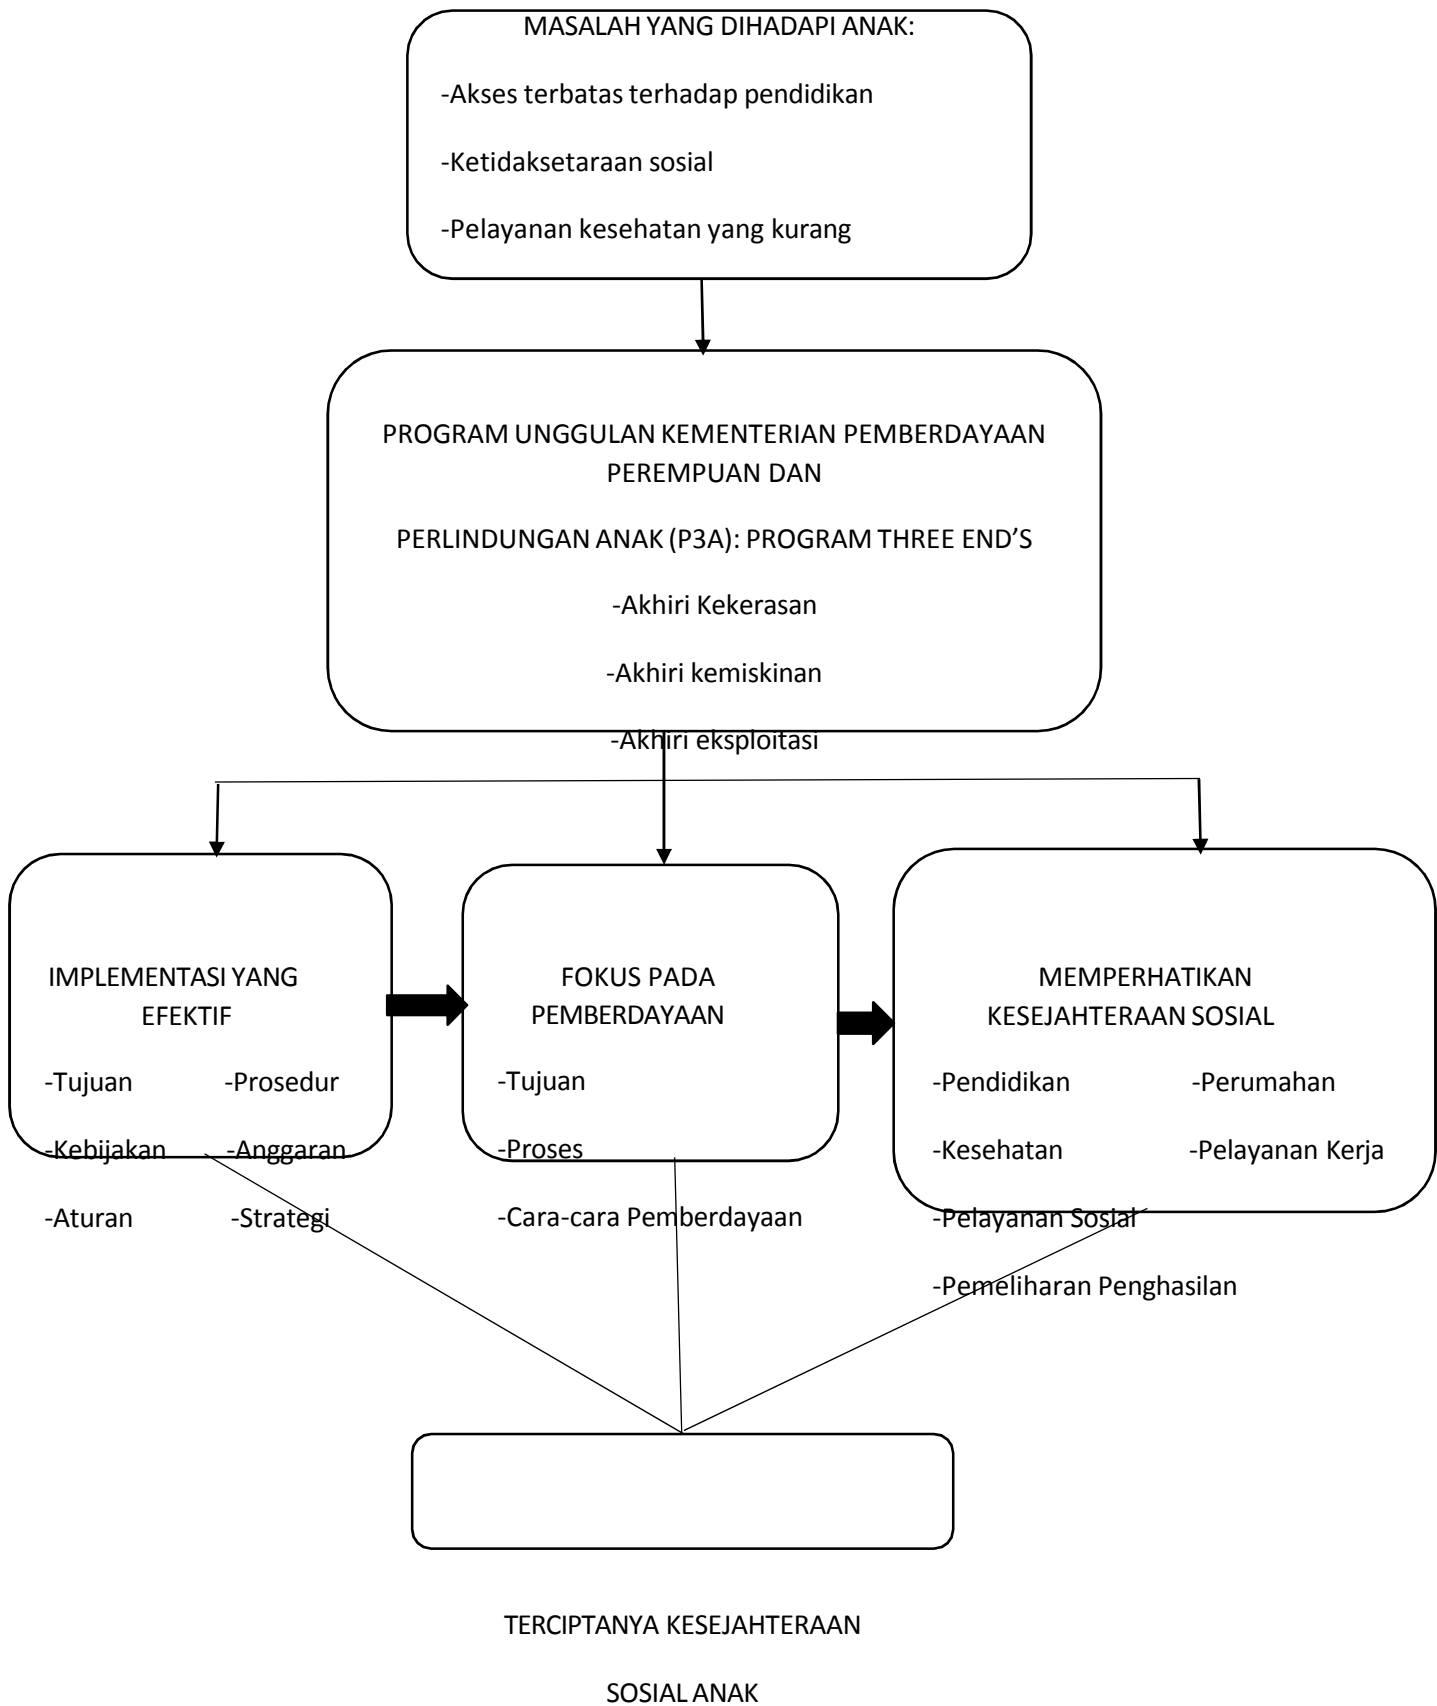 MASALAH YANG DIHADAPI ANAK:
-Akses terbatas terhadap pendidikan
-Ketidaksetaraan sosial
-Pelayanan kesehatan yang kurang
PROGRAM UNGGULAN KEMENTERIAN PEMBERDAYAAN
PEREMPUAN DAN
PERLINDUNGAN ANAK (P3A): PROGRAM THREE END’S
-Akhiri Kekerasan
-Akhiri kemiskinan
-Akhiri eksploitasi
IMPLEMENTASI YANG
EFEKTIF
-Tujuan -Prosedur
-Kebijakan -Anggaran
-Aturan -Strategi
FOKUS PADA
PEMBERDAYAAN
-Tujuan
-Proses
-Cara-cara Pemberdayaan
MEMPERHATIKAN
KESEJAHTERAAN SOSIAL
-Pendidikan -Perumahan
-Kesehatan -Pelayanan Kerja
-Pelayanan Sosial
-Pemeliharan Penghasilan
TERCIPTANYA KESEJAHTERAAN
SOSIAL ANAK